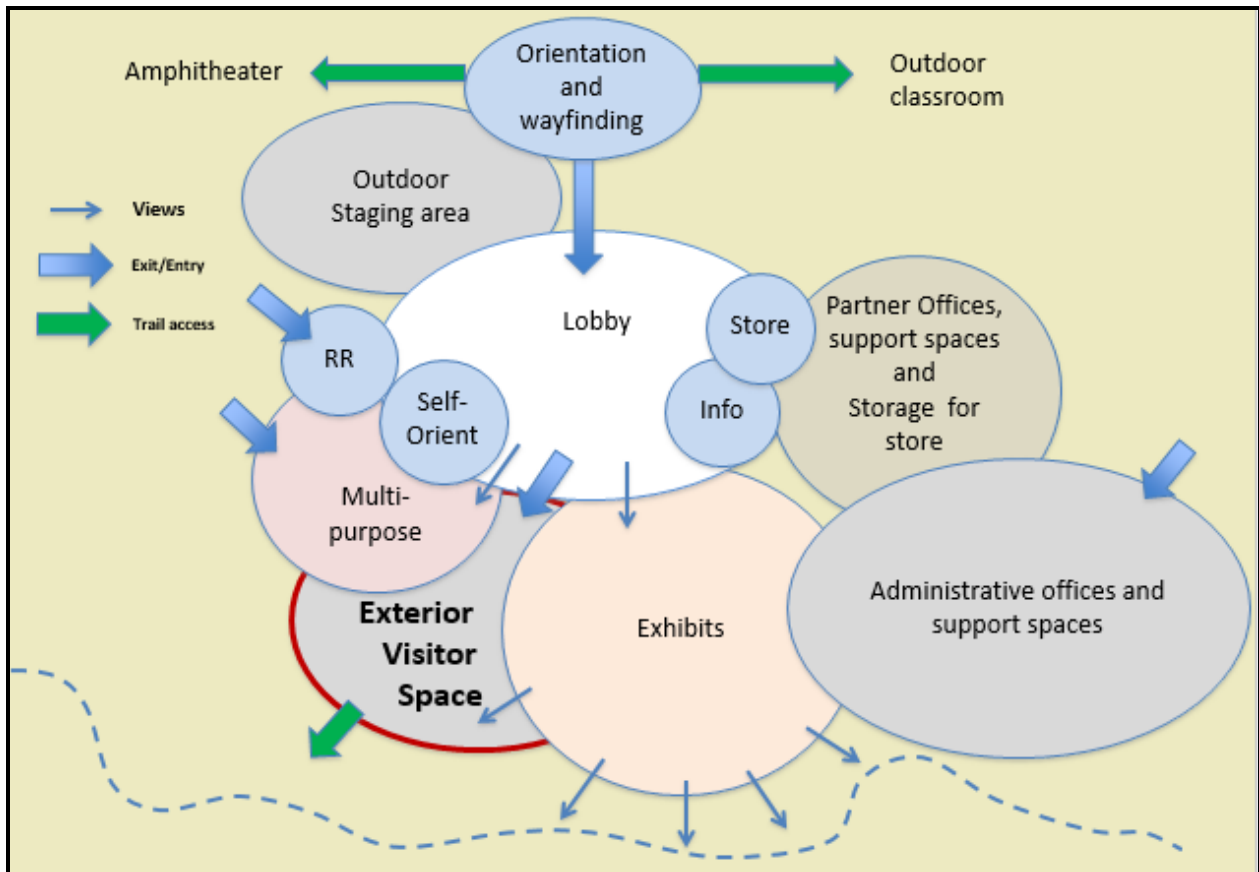 Amphitheater
Orientation
and
wayfinding
Outdoor
classroom
Outdoor
Staging area
Views
Exit/Entry
Trail access
Lobby
Store
Partner Offices,
support spaces
and
Storage for
store
RR
Self-
Orient
Info
Multi-
purpose
Exterior
Visitor
Space
Exhibits
Administrative offices and
support spaces